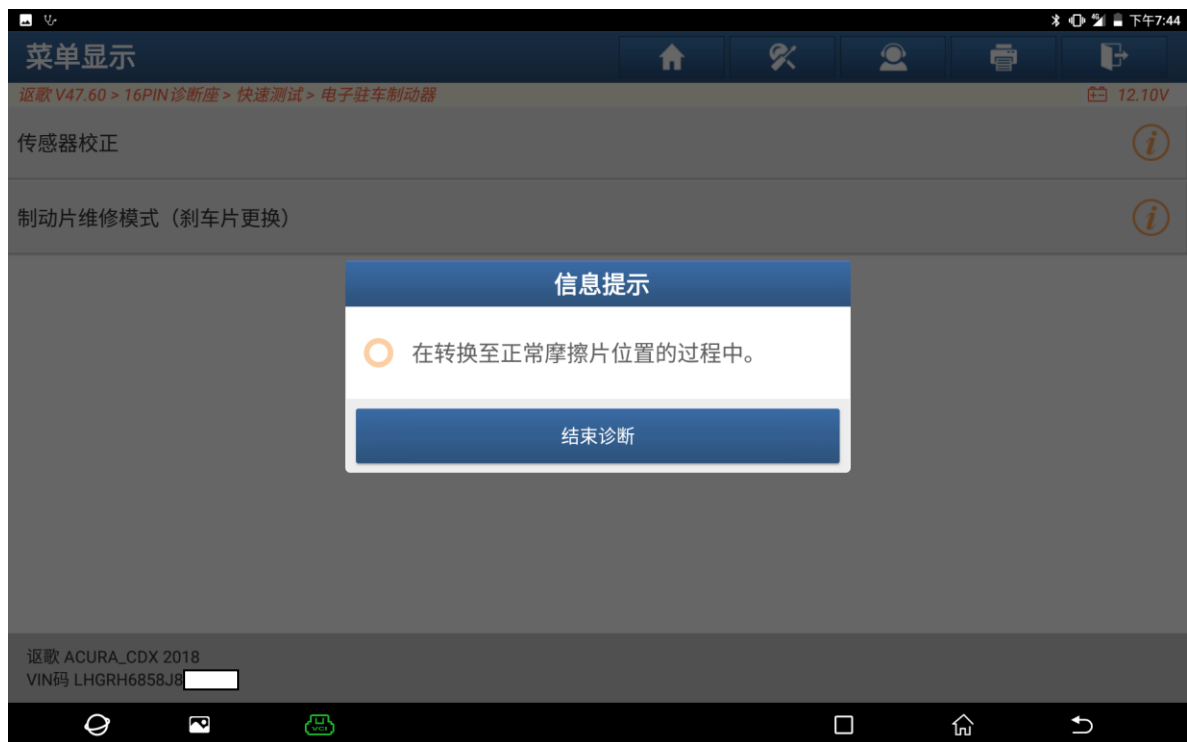 下午7:44
菜单显示
讴歌 V47.60 > 16PIN诊断座 > 快速测试 > 电子驻车制动器
12.10V
传感器校正
制动片维修模式（刹车片更换）
信息提示
在转换至正常摩擦片位置的过程中。
结束诊断
讴歌 ACURA_CDX 2018
VIN码 LHGRH6858J8
VCI